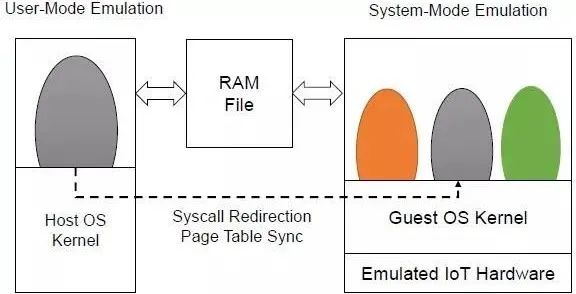 User-Mode Emulation
System-Mode Emulation
RAM
File
Host OS
Kernel
Syscall Redirection
Page Table Sync
Guest OS Kernel
Emulated IoT Hardware